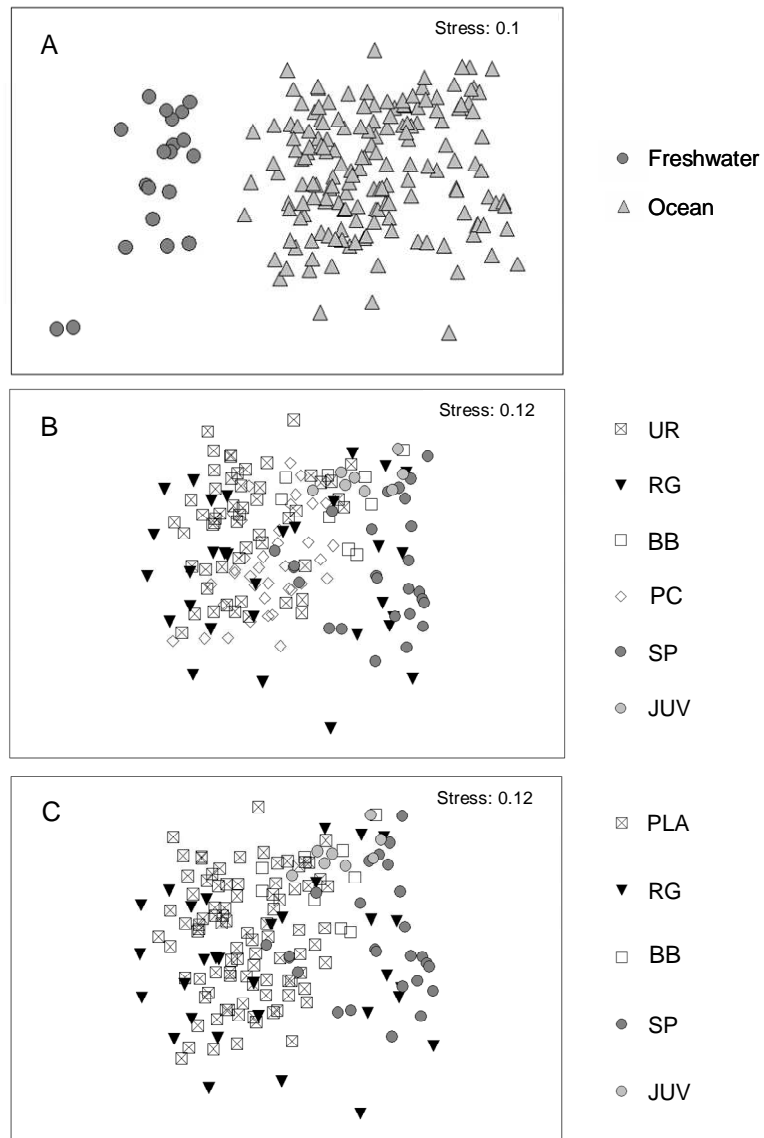 A
Stress: 0.1
Freshwater
Ocean
B
Stress: 0.12
UR
RG
BB
PC
SP
JUV
C
Stress: 0.12
PLA
RG
BB
SP
JUV